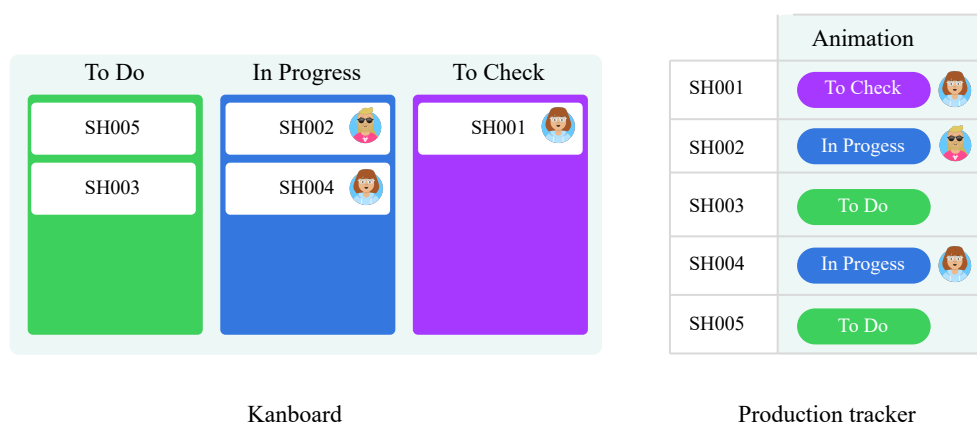 To Do
In Progress
To Check
SH005
SH002
SH001
SH003
SH004
Kanboard
Animation
SH001
To Check
SH002
In Progess
SH003
To Do
SH004
In Progess
SH005
To Do
Production tracker